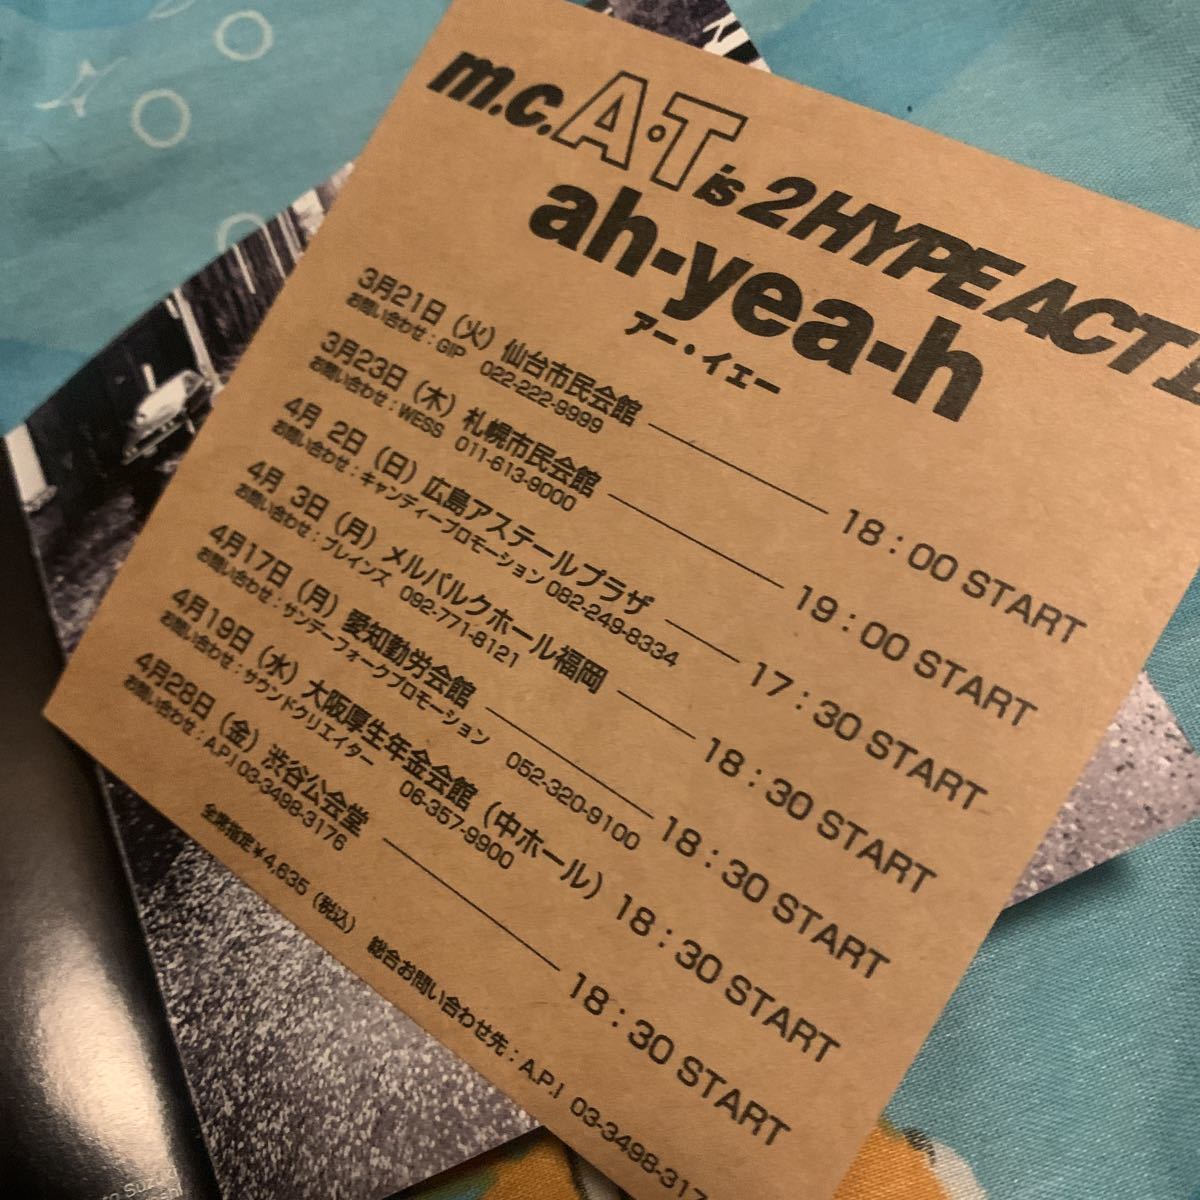 m.c.A・T is 2 HYPE ACT
ah-yea-h
アー・イェー
3月21日（火）仙台市民会館 18：00 START
お問い合わせ：GIP 022-222-9999
3月23日（木）札幌市民会館 19：00 START
お問い合わせ：WESS 011-613-9000
4月 2日（日）広島アステールプラザ 17：30 START
お問い合わせ：キャンディープロモーション 082-249-8334
4月 3日（月）メルパルクホール福岡 18：30 START
お問い合わせ：ブレインズ 092-771-8121
4月17日（月）愛知勤労会館 18：30 START
お問い合わせ：サンデーフォークプロモーション 052-320-9100
4月19日（水）大阪厚生年金会館（中ホール）18：30 START
お問い合わせ：サウンドクリエイター 06-357-9900
4月28日（金）渋谷公会堂 18：30 START
お問い合わせ：A.P.I 03-3498-3176
全席指定￥4,635（税込） 総合お問い合わせ先：A.P.I 03-3498-317